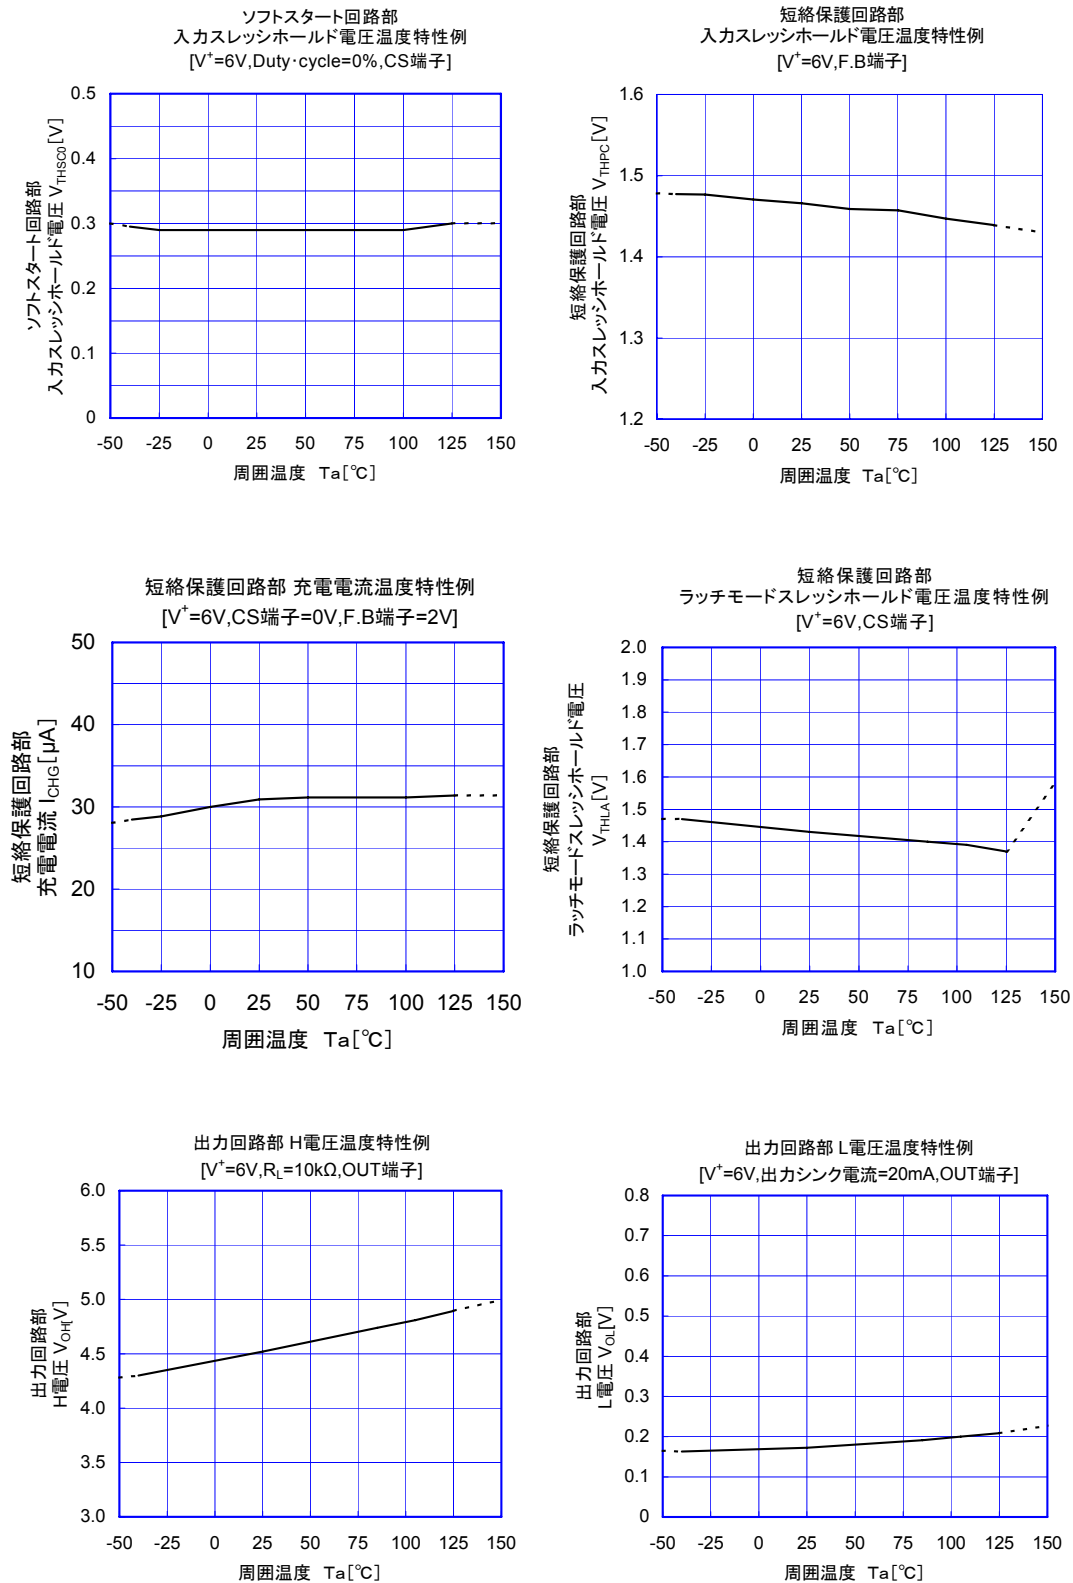 ソフトスタート回路部
入力スレッシホールド電圧温度特性例
[V⁺=6V,Duty·cycle=0%,CS端子]
ソフトスタート回路部
入力スレッシホールド電圧 VTHSC0[V]
0.5
0.4
0.3
0.2
0.1
0
-50 -25 0 25 50 75 100 125 150
周囲温度 Ta[℃]
短絡保護回路部
入力スレッシホールド電圧温度特性例
[V⁺=6V,F.B端子]
短絡保護回路部
入力スレッシホールド電圧 VTHPC[V]
1.6
1.5
1.4
1.3
1.2
-50 -25 0 25 50 75 100 125 150
周囲温度 Ta[℃]
短絡保護回路部 充電電流温度特性例
[V⁺=6V,CS端子=0V,F.B端子=2V]
短絡保護回路部
充電電流 ICHG[µA]
50
40
30
20
10
-50 -25 0 25 50 75 100 125 150
周囲温度 Ta[℃]
短絡保護回路部
ラッチモードスレッシホールド電圧温度特性例
[V⁺=6V,CS端子]
短絡保護回路部
ラッチモードスレッシホールド電圧
VTHLA[V]
2.0
1.9
1.8
1.7
1.6
1.5
1.4
1.3
1.2
1.1
1.0
-50 -25 0 25 50 75 100 125 150
周囲温度 Ta[℃]
出力回路部 H電圧温度特性例
[V⁺=6V,RL=10kΩ,OUT端子]
出力回路部
H電圧 VOH[V]
6.0
5.5
5.0
4.5
4.0
3.5
3.0
-50 -25 0 25 50 75 100 125 150
周囲温度 Ta[℃]
出力回路部 L電圧温度特性例
[V⁺=6V,出力シンク電流=20mA,OUT端子]
出力回路部
L電圧 VOL[V]
0.8
0.7
0.6
0.5
0.4
0.3
0.2
0.1
0
-50 -25 0 25 50 75 100 125 150
周囲温度 Ta[℃]